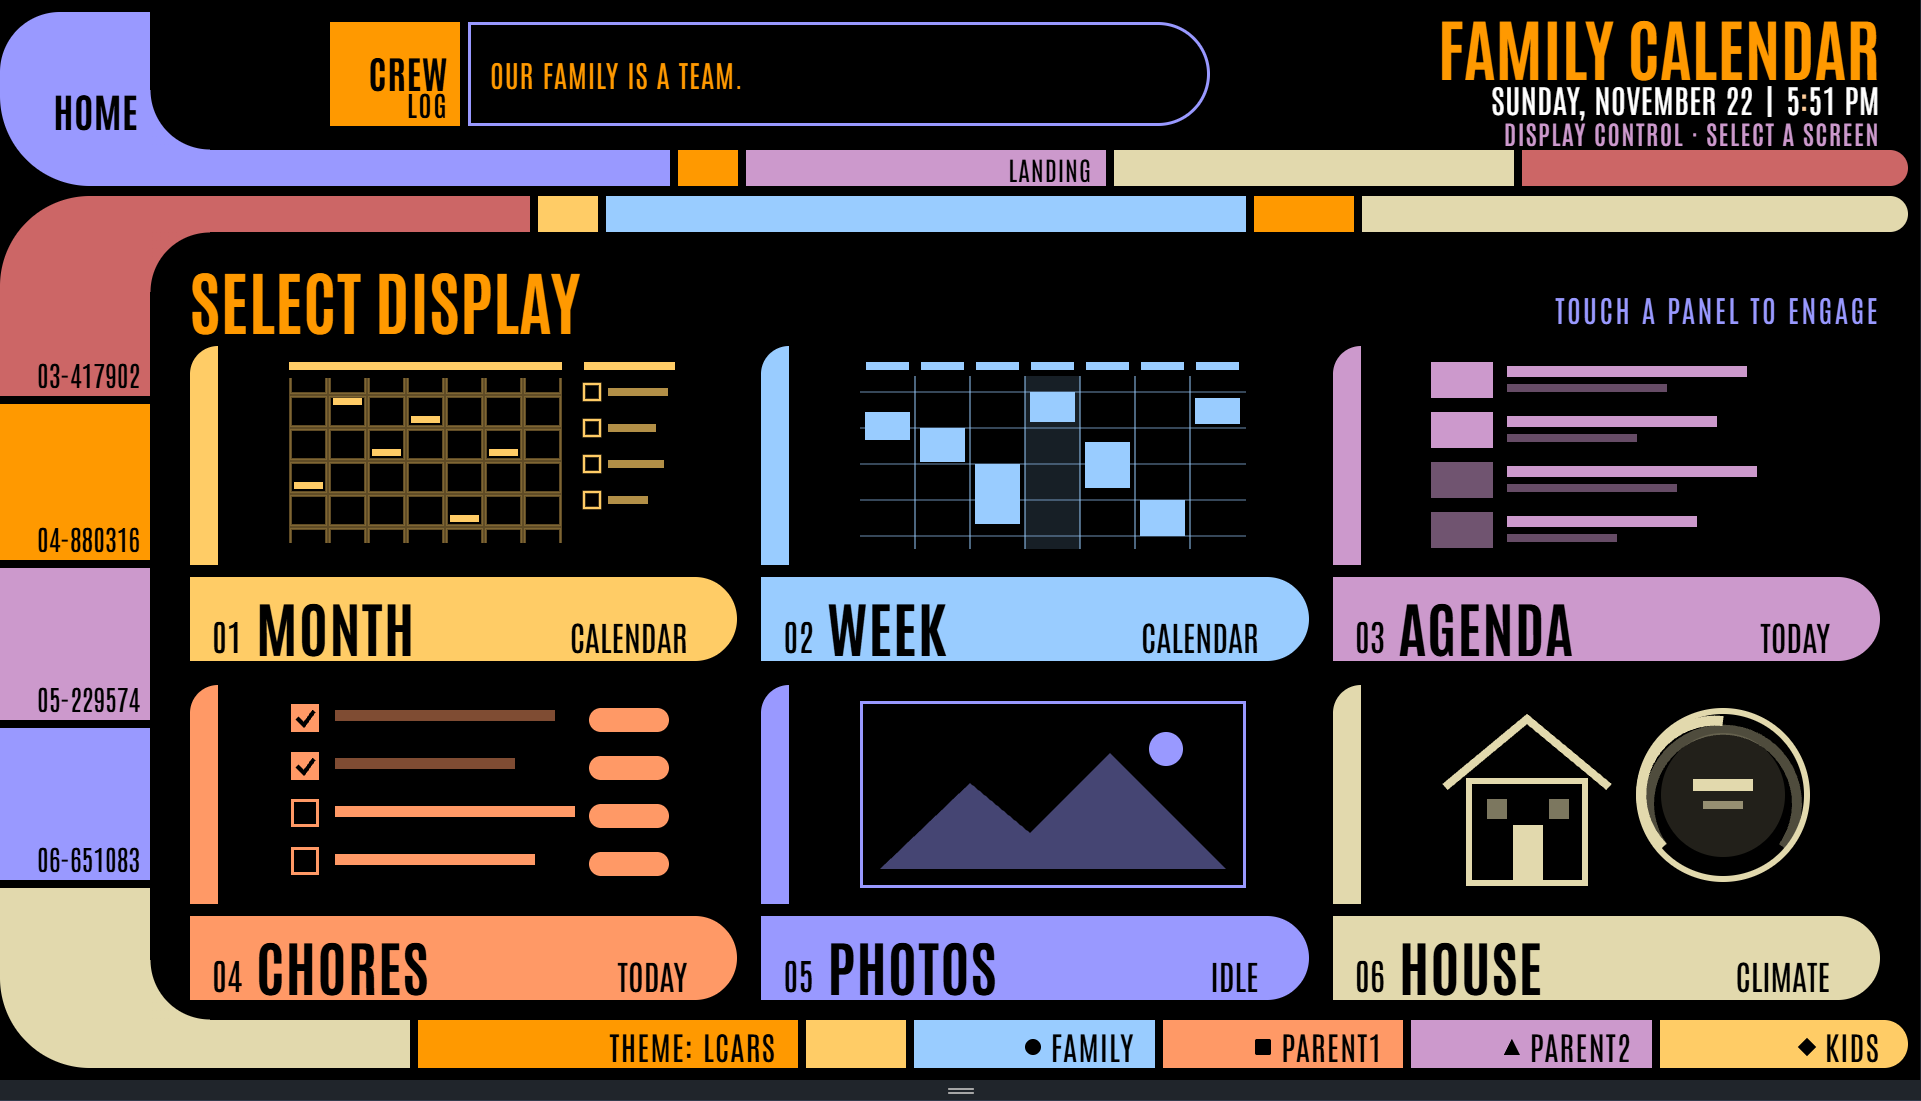 HOME
CREW
LOG
OUR FAMILY IS A TEAM.
FAMILY CALENDAR
SUNDAY, NOVEMBER 22 | 5:51 PM
DISPLAY CONTROL · SELECT A SCREEN
LANDING
SELECT DISPLAY
TOUCH A PANEL TO ENGAGE
03-417902
04-880316
05-229574
06-651083
01 MONTH CALENDAR
02 WEEK CALENDAR
03 AGENDA TODAY
04 CHORES TODAY
05 PHOTOS IDLE
06 HOUSE CLIMATE
THEME: LCARS
● FAMILY
■ PARENT1
▲ PARENT2
◆ KIDS